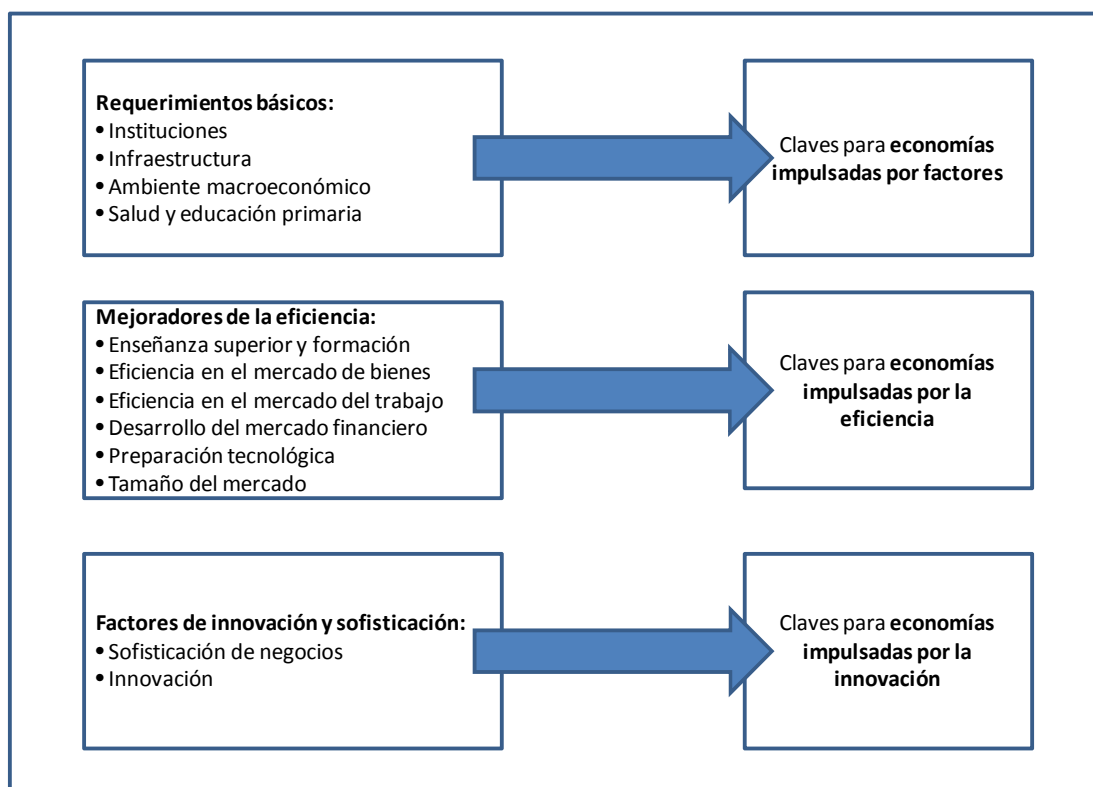 Requerimientos básicos:
• Instituciones
• Infraestructura
• Ambiente macroeconómico
• Salud y educación primaria
Claves para economías
impulsadas por factores
Mejoradores de la eficiencia:
• Enseñanza superior y formación
• Eficiencia en el mercado de bienes
• Eficiencia en el mercado del trabajo
• Desarrollo del mercado financiero
• Preparación tecnológica
• Tamaño del mercado
Claves para economías
impulsadas por la
eficiencia
Factores de innovación y sofisticación:
• Sofisticación de negocios
• Innovación
Claves para economías
impulsadas por la
innovación